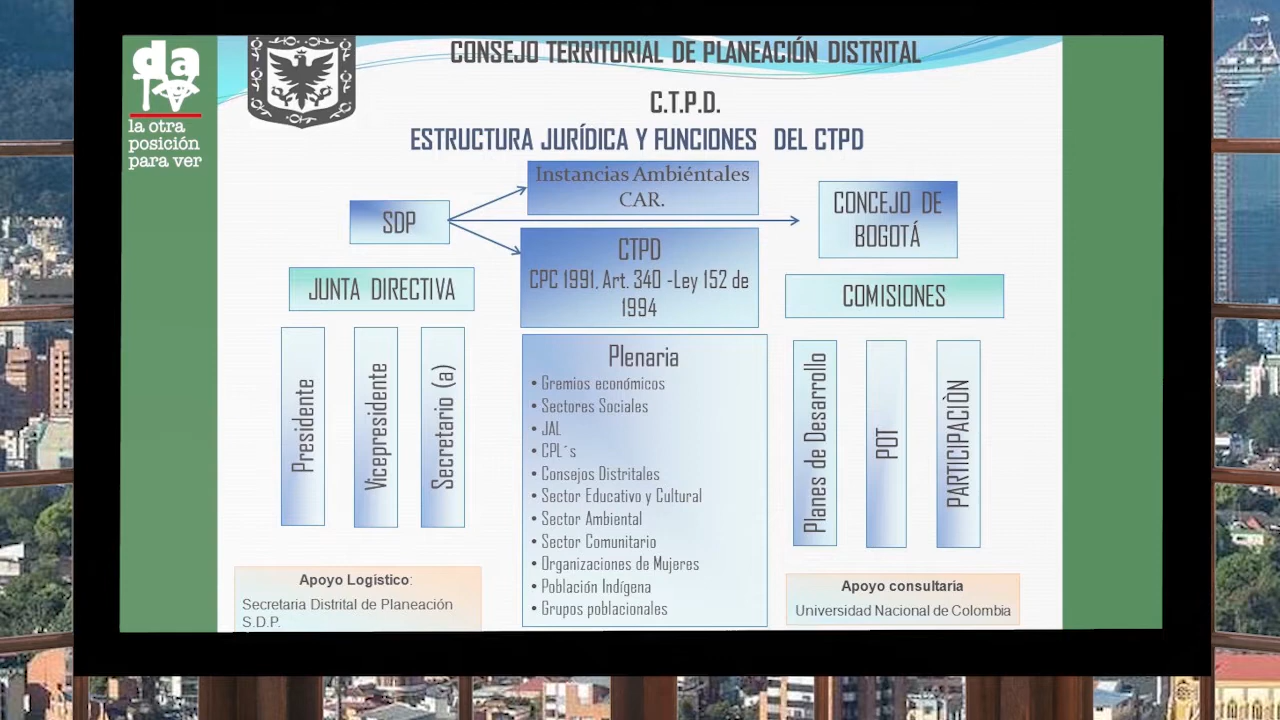 da
la otra
posición
para ver
CONSEJO TERRITORIAL DE PLANEACIÓN DISTRITAL
C.T.P.D.
ESTRUCTURA JURÍDICA Y FUNCIONES DEL CTPD
SDP
Instancias Ambiéntales
CAR.
CONCEJO DE
BOGOTÁ
CTPD
CPC 1991, Art. 340 -Ley 152 de
1994
JUNTA DIRECTIVA
Presidente
Vicepresidente
Secretario (a)
Plenaria
• Gremios económicos
• Sectores Sociales
• JAL
• CPL´s
• Consejos Distritales
• Sector Educativo y Cultural
• Sector Ambiental
• Sector Comunitario
• Organizaciones de Mujeres
• Población Indígena
• Grupos poblacionales
COMISIONES
Planes de Desarrollo
POT
PARTICIPACIÒN
Apoyo Logístico:
Secretaria Distrital de Planeación
S.D.P.
Apoyo consultaria
Universidad Nacional de Colombia